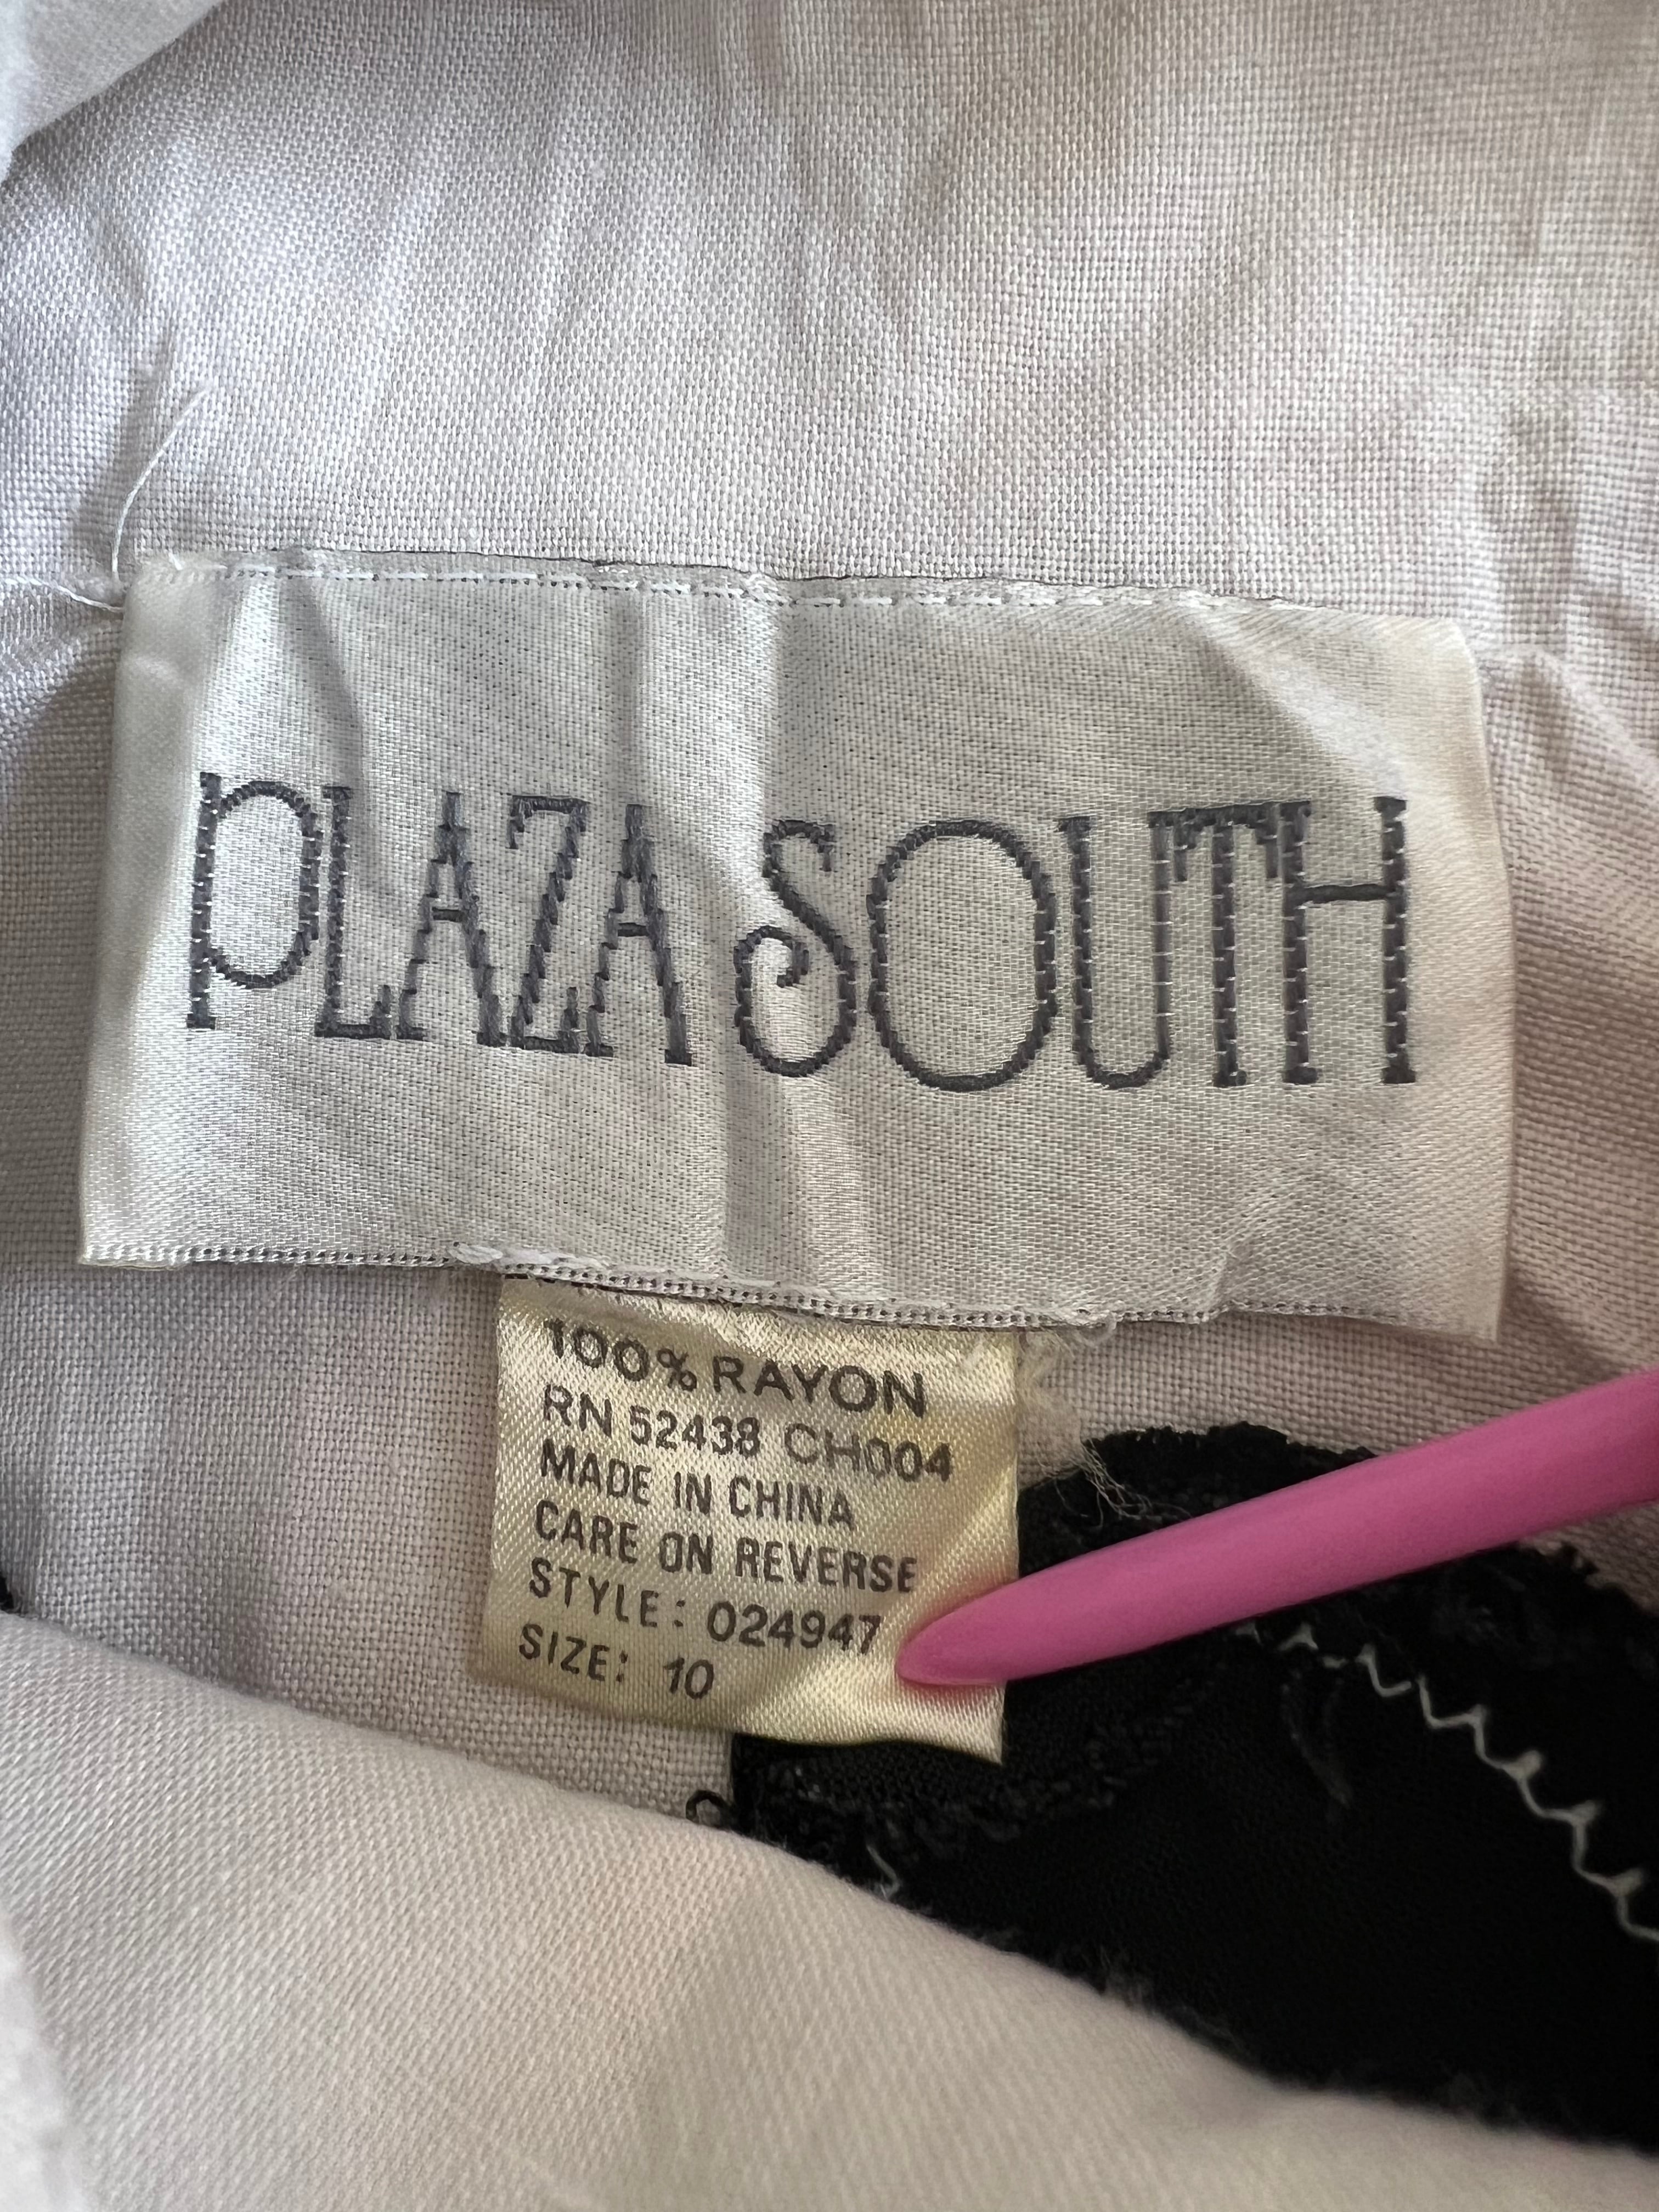 PLAZA SOUTH
100% RAYON
RN 52438 CH004
MADE IN CHINA
CARE ON REVERSE
STYLE: 024947
SIZE: 10